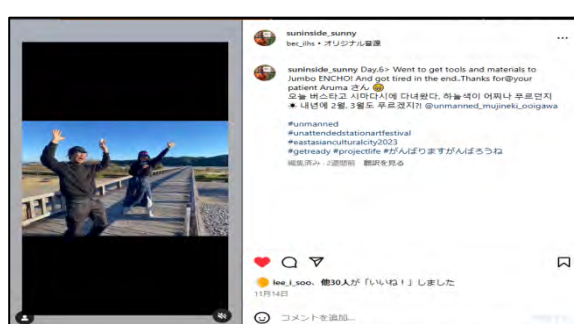 suninside_sunny
bec_ilhs • オリジナル音源
suninside_sunny Day.6> Went to get tools and materials to
Jumbo ENCHO! And got tired in the end..Thanks for@your
patient Aruma さん
오늘 버스타고 시마다시에 다녀왔다. 하늘색이 어찌나 푸르던지
내년에 2월, 3월도 푸르겠지?! @unmanned_mujineki_ooigawa
#unmanned
#unattendedstationartfestival
#eastasianculturalcity2023
#getready #projectlife #がんばりますがんばろうね
編集済み・2週間前 翻訳を見る
lee_i_soo、他30人が「いいね！」しました
11月14日
コメントを追加...